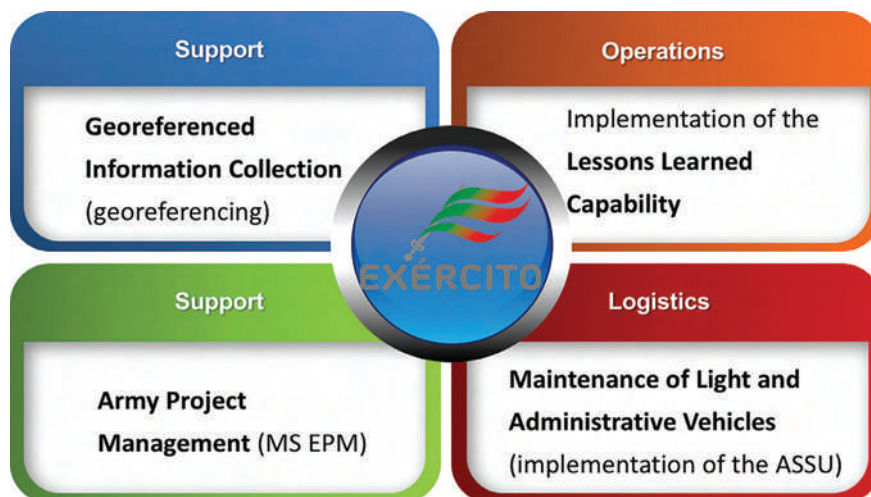 Support
Georeferenced
Information Collection
(georeferencing)
Operations
Implementation of the
Lessons Learned
Capability
EXÉRCITO
Support
Army Project
Management (MS EPM)
Logistics
Maintenance of Light and
Administrative Vehicles
(implementation of the ASSU)